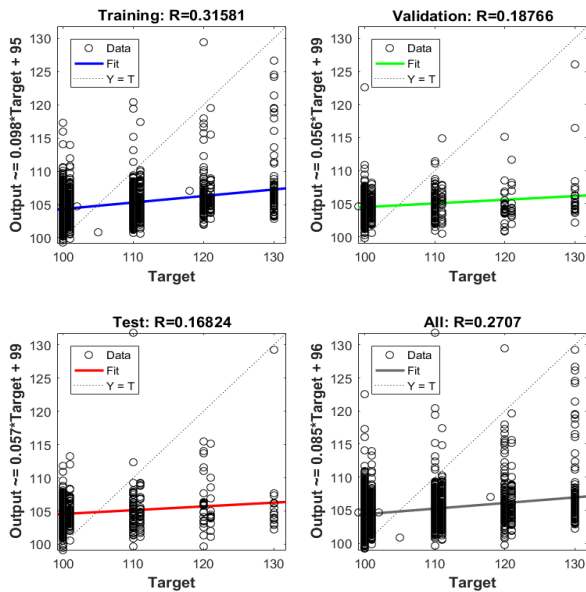 Training: R=0.31581
Output ~= 0.098*Target + 95
130
125
120
115
110
105
100
Data
Fit
Y = T
100
110
120
130
Target
Validation: R=0.18766
Output ~= 0.056*Target + 99
130
125
120
115
110
105
100
Data
Fit
Y = T
100
110
120
130
Target
Test: R=0.16824
Output ~= 0.057*Target + 99
130
125
120
115
110
105
100
Data
Fit
Y = T
100
110
120
130
Target
All: R=0.2707
Output ~= 0.085*Target + 96
130
125
120
115
110
105
100
Data
Fit
Y = T
100
110
120
130
Target